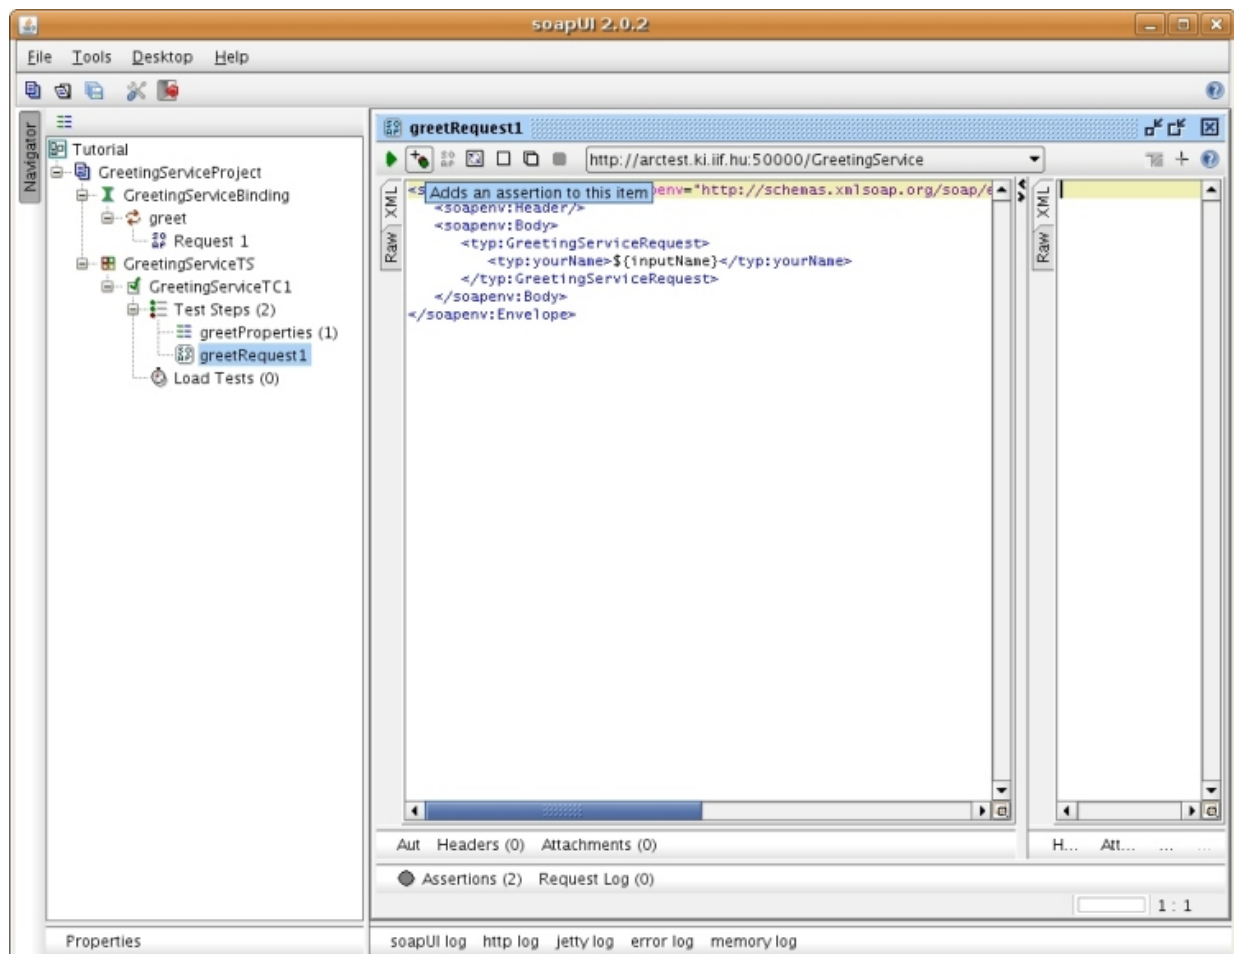 soapUI 2.0.2
File Tools Desktop Help
Navigator
Tutorial
GreetingServiceProject
GreetingServiceBinding
greet
Request 1
GreetingServiceTS
GreetingServiceTC1
Test Steps (2)
greetProperties (1)
greetRequest1
Load Tests (0)
Properties
greetRequest1
http://arctest.ki.iif.hu:50000/GreetingService
XML
Raw
<s Adds an assertion to this item penv="http://schemas.xmlsoap.org/soap/e
<soapenv:Header/>
<soapenv:Body>
<typ:GreetingServiceRequest>
<typ:yourName>${inputName}</typ:yourName>
</typ:GreetingServiceRequest>
</soapenv:Body>
</soapenv:Envelope>
XML
Raw
Aut Headers (0) Attachments (0)
H... Att... ... ...
Assertions (2) Request Log (0)
1 : 1
soapUI log http log jetty log error log memory log